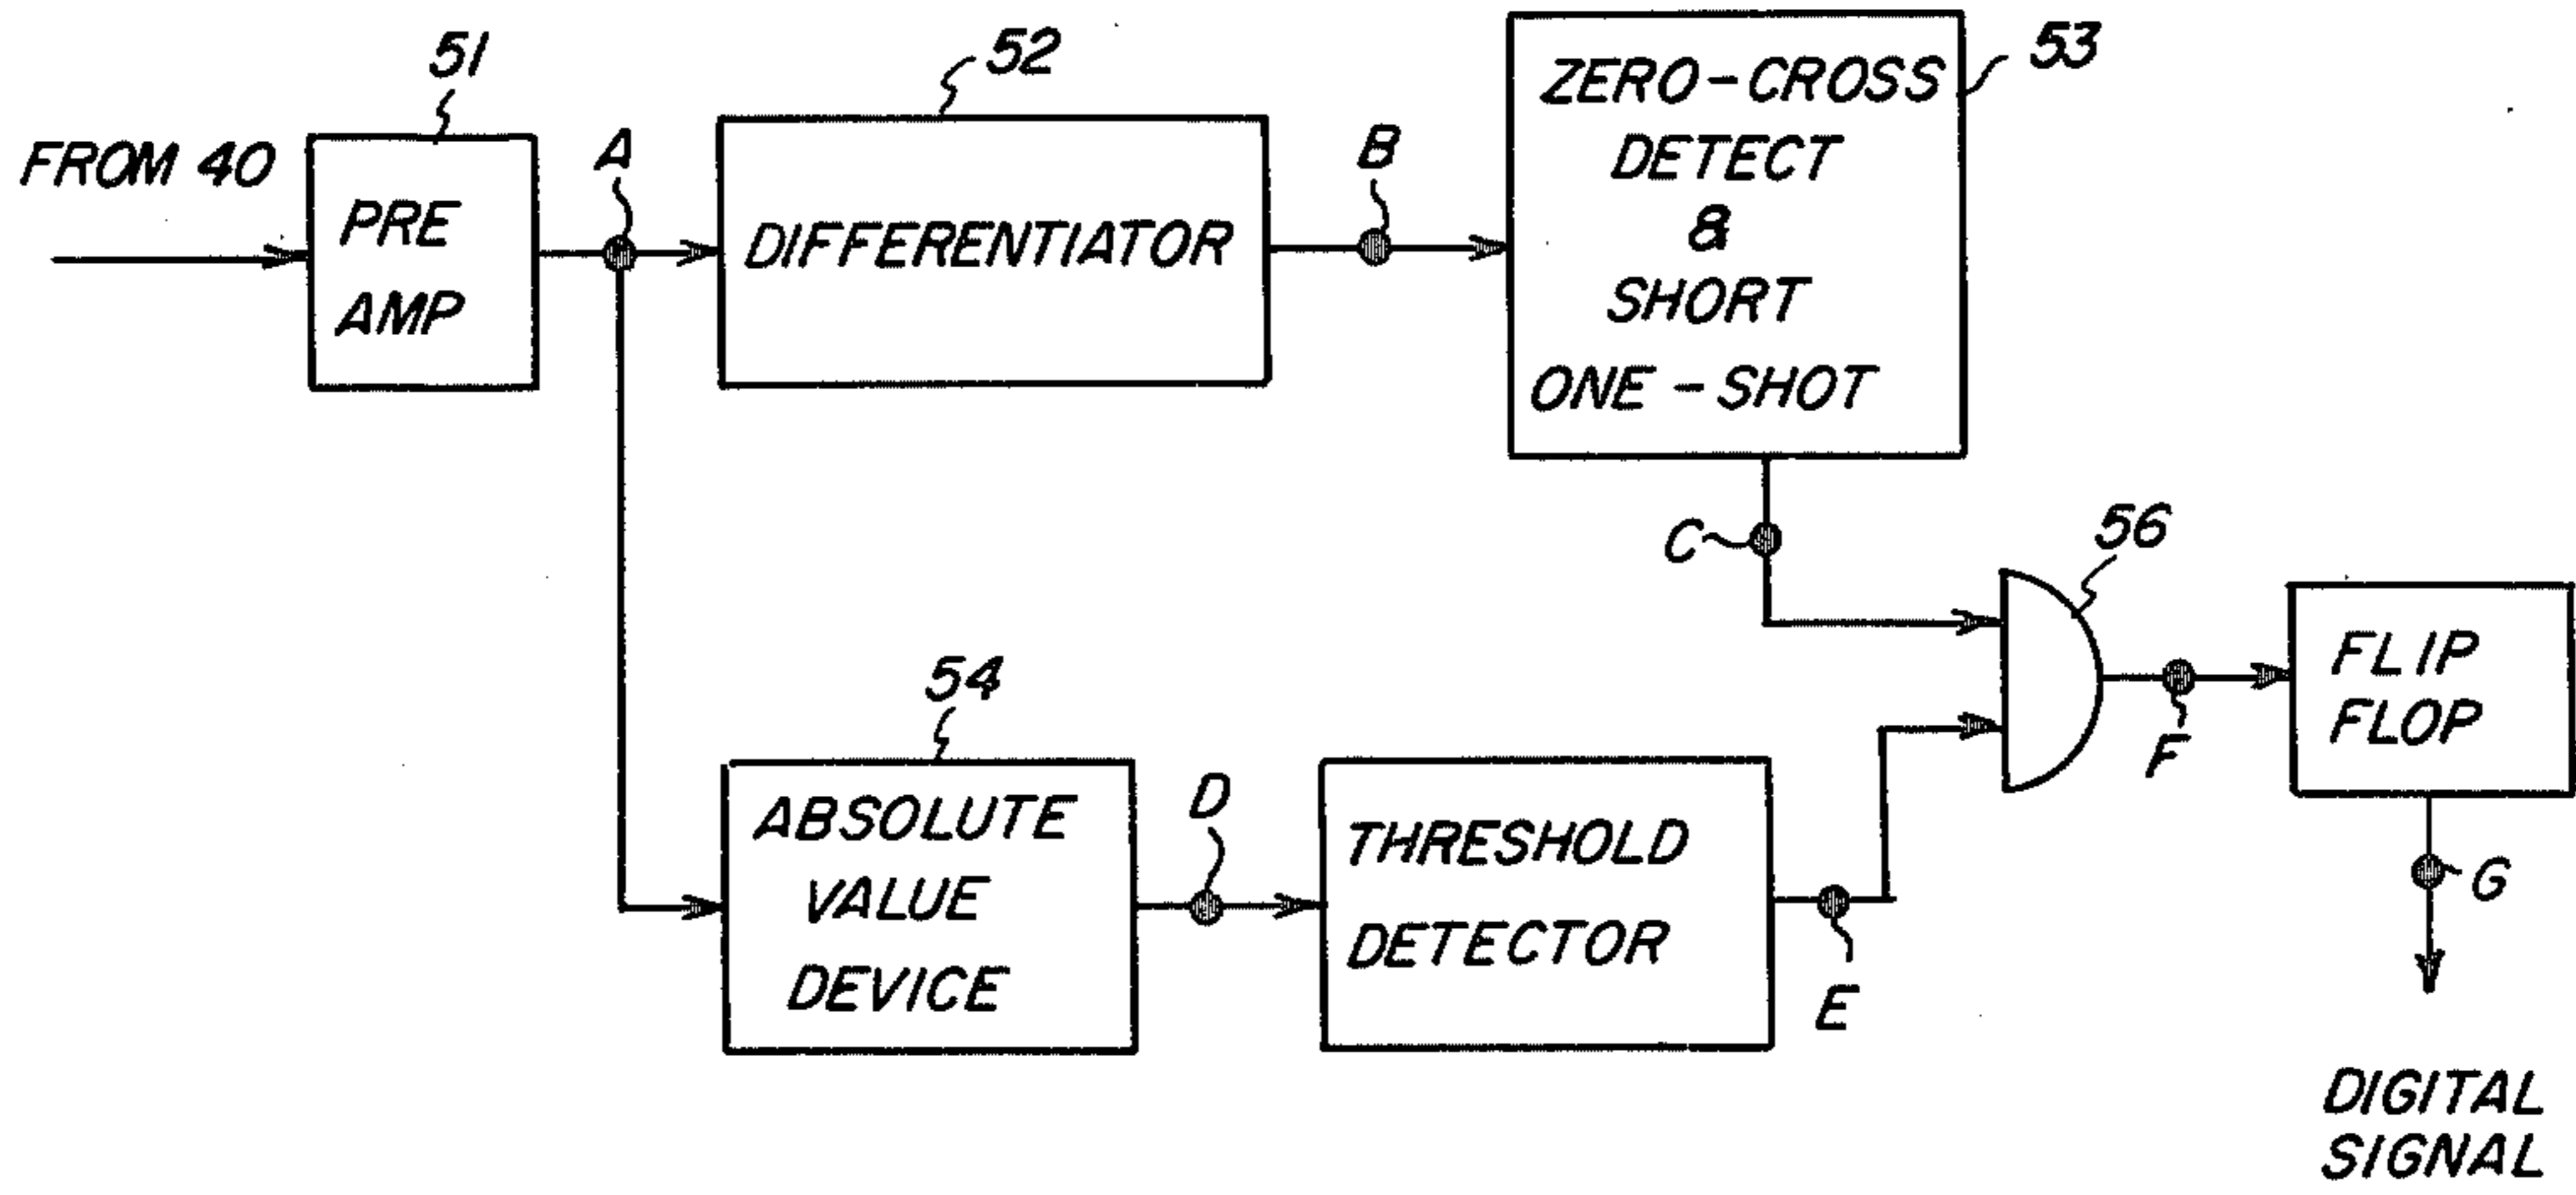 51
52
53
FROM 40
PRE
AMP
A
DIFFERENTIATOR
B
ZERO-CROSS
DETECT
&
SHORT
ONE-SHOT
C
56
54
ABSOLUTE
VALUE
DEVICE
D
THRESHOLD
DETECTOR
E
F
FLIP
FLOP
G
DIGITAL
SIGNAL